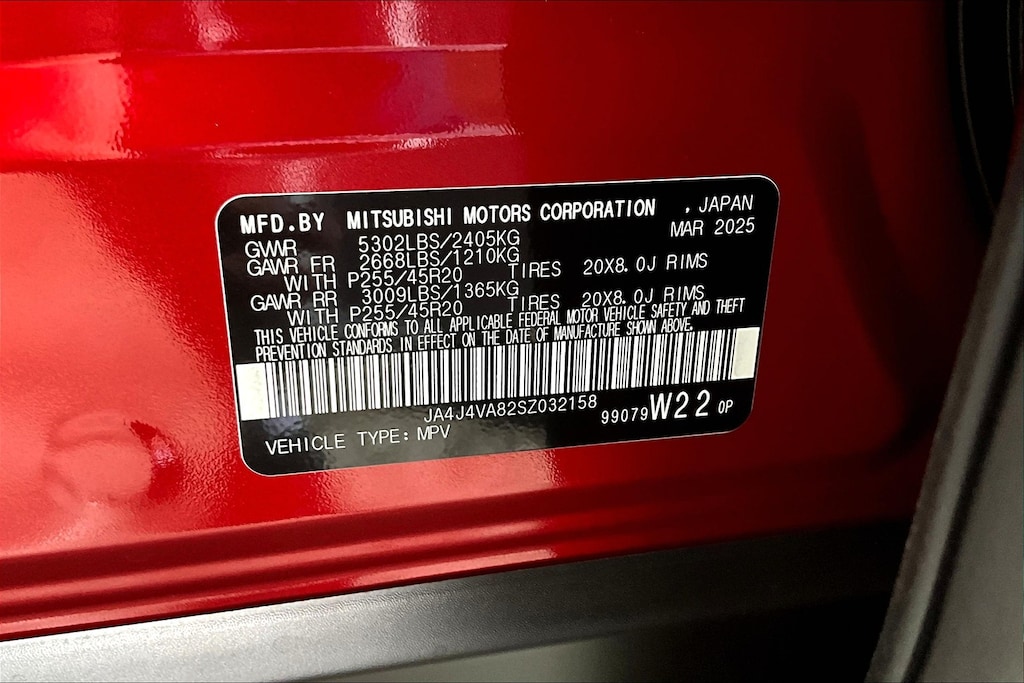 MFD.BY MITSUBISHI MOTORS CORPORATION , JAPAN
MAR 2025
GVWR 5302LBS/2405KG
GAWR FR 2668LBS/1210KG
WITH P255/45R20 TIRES 20X8.0J RIMS
GAWR RR 3009LBS/1365KG
WITH P255/45R20 TIRES 20X8.0J RIMS
THIS VEHICLE CONFORMS TO ALL APPLICABLE FEDERAL MOTOR VEHICLE SAFETY AND THEFT
PREVENTION STANDARDS IN EFFECT ON THE DATE OF MANUFACTURE SHOWN ABOVE.
JA4J4VA82SZ032158
99079 W22 0P
VEHICLE TYPE: MPV